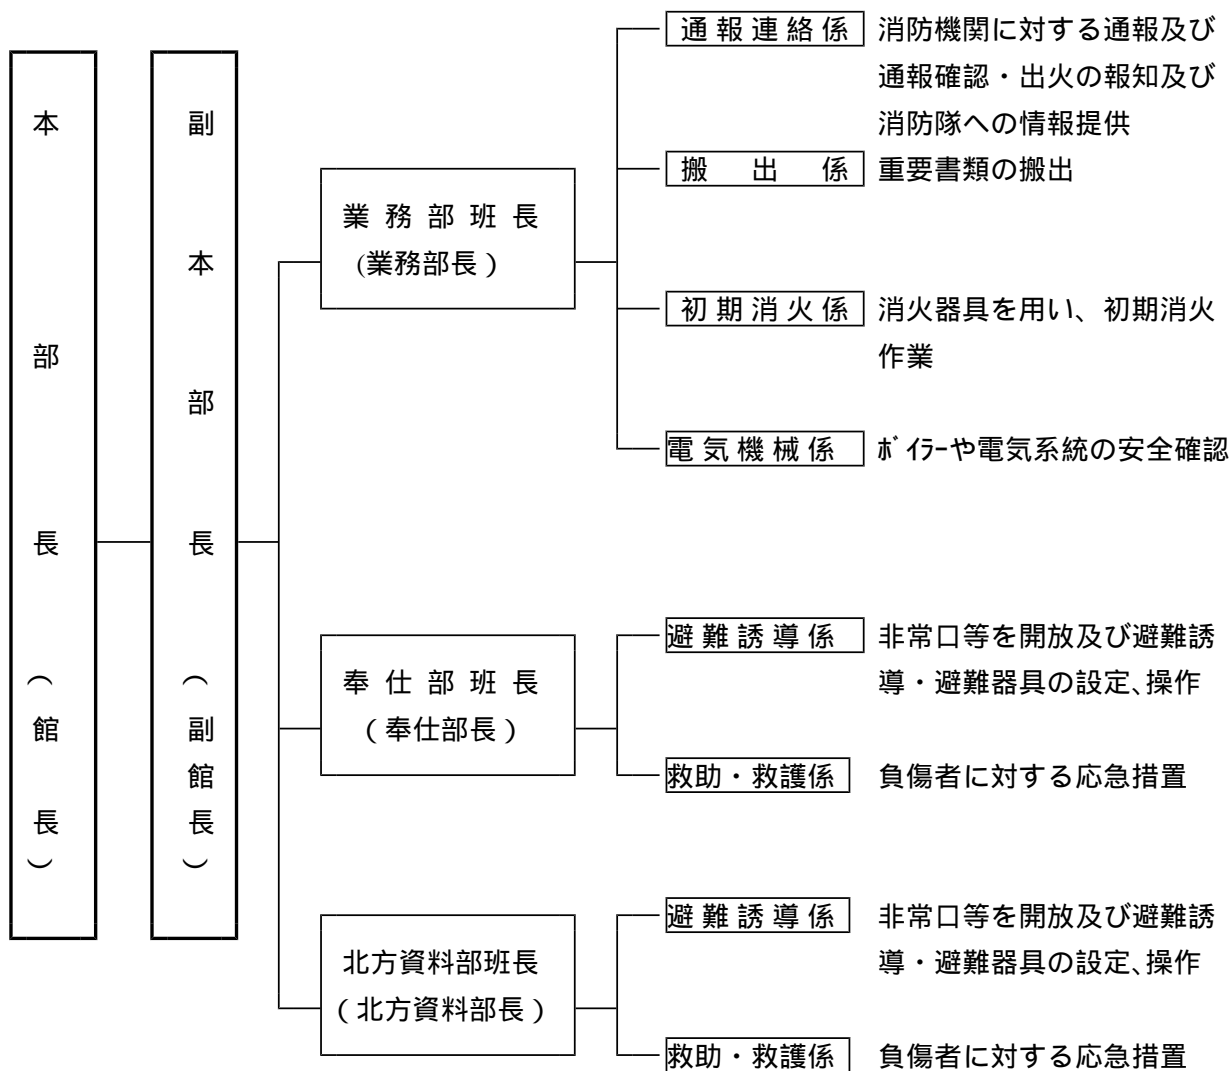 本部長（館長）
副本部長（副館長）
業務部班長
(業務部長）
通報連絡係 消防機関に対する通報及び
通報確認・出火の報知及び
消防隊への情報提供
搬出係 重要書類の搬出
初期消火係 消火器具を用い、初期消火
作業
電気機械係 ﾎﾞｲﾗｰや電気系統の安全確認
奉仕部班長
（奉仕部長）
避難誘導係 非常口等を開放及び避難誘
導・避難器具の設定、操作
救助・救護係 負傷者に対する応急措置
北方資料部班長
（北方資料部長）
避難誘導係 非常口等を開放及び避難誘
導・避難器具の設定、操作
救助・救護係 負傷者に対する応急措置